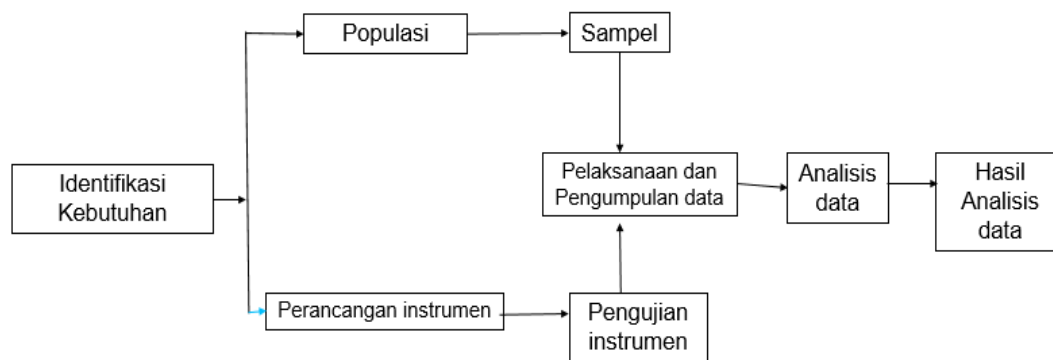 Populasi
Sampel
Identifikasi
Kebutuhan
Pelaksanaan dan
Pengumpulan data
Analisis
data
Hasil
Analisis
data
Perancangan instrumen
Pengujian
instrumen